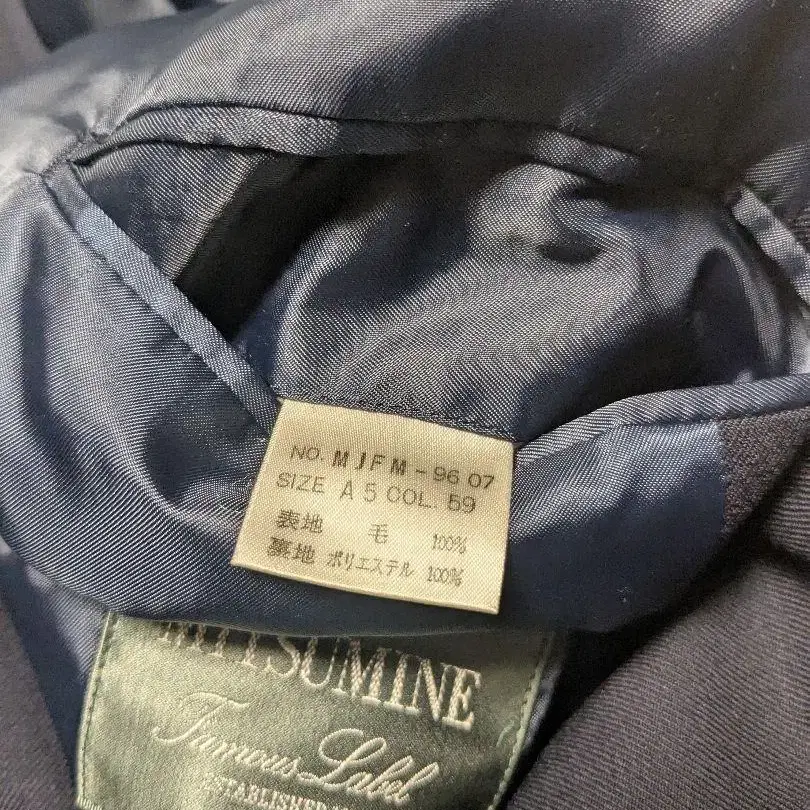 NO. MJFM-96 07
SIZE A5 COL. 59
表地 毛 100%
裏地 ポリエステル 100%
MITSUMINE
Famous Label
ESTABLISHED